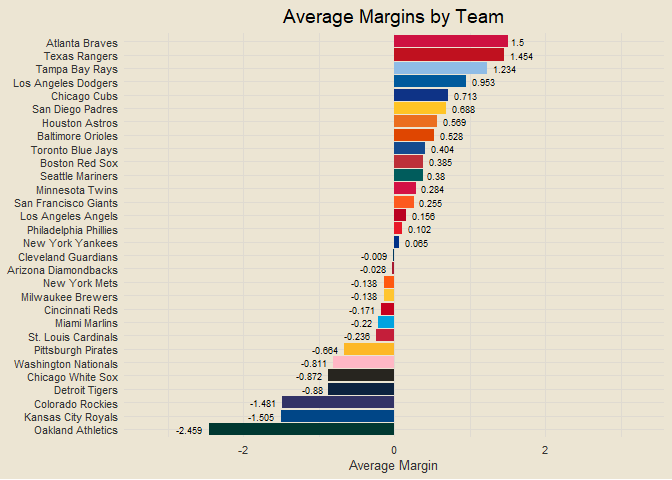 Average Margins by Team
Atlanta Braves 1.5
Texas Rangers 1.454
Tampa Bay Rays 1.234
Los Angeles Dodgers 0.953
Chicago Cubs 0.713
San Diego Padres 0.688
Houston Astros 0.569
Baltimore Orioles 0.528
Toronto Blue Jays 0.404
Boston Red Sox 0.385
Seattle Mariners 0.38
Minnesota Twins 0.284
San Francisco Giants 0.255
Los Angeles Angels 0.156
Philadelphia Phillies 0.102
New York Yankees 0.065
Cleveland Guardians -0.009
Arizona Diamondbacks -0.028
New York Mets -0.138
Milwaukee Brewers -0.138
Cincinnati Reds -0.171
Miami Marlins -0.22
St. Louis Cardinals -0.236
Pittsburgh Pirates -0.664
Washington Nationals -0.811
Chicago White Sox -0.872
Detroit Tigers -0.88
Colorado Rockies -1.481
Kansas City Royals -1.505
Oakland Athletics -2.459
-2 0 2
Average Margin